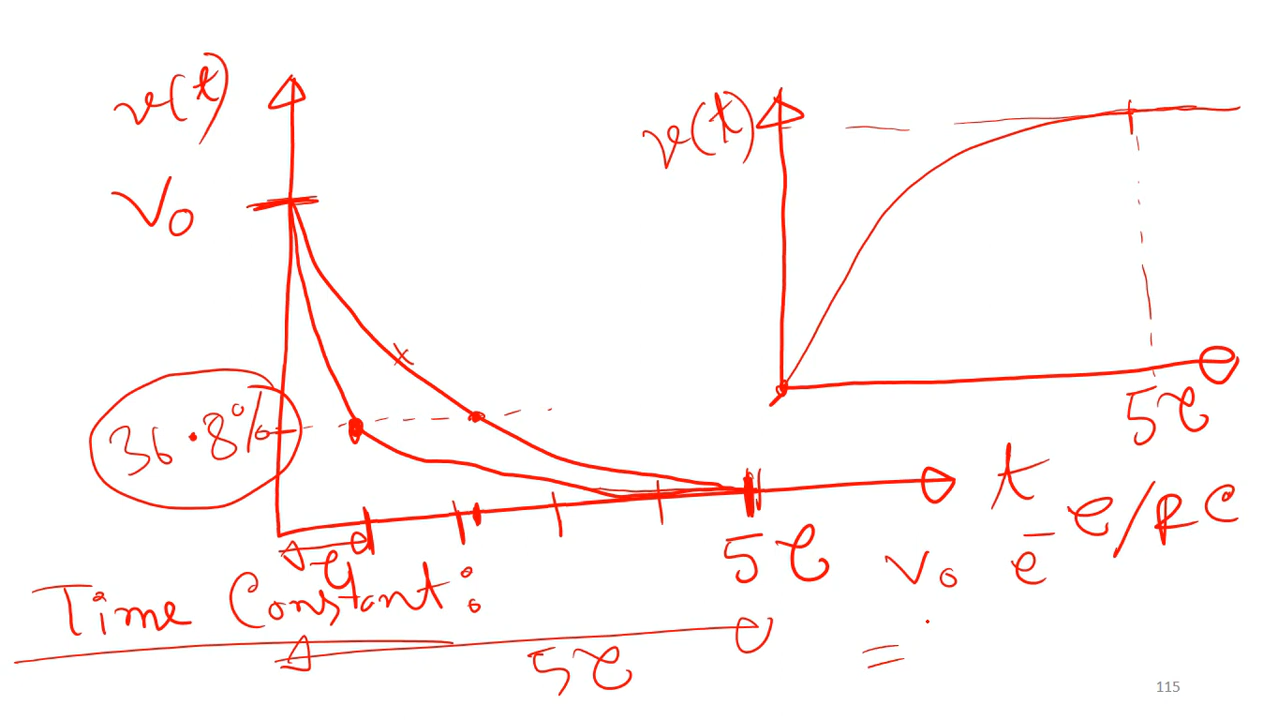 v(t)
V₀
36.8%
τ
5τ
t
Time Constant:
5τ
v(t)
5τ
V₀ e^-τ/RC
=
115